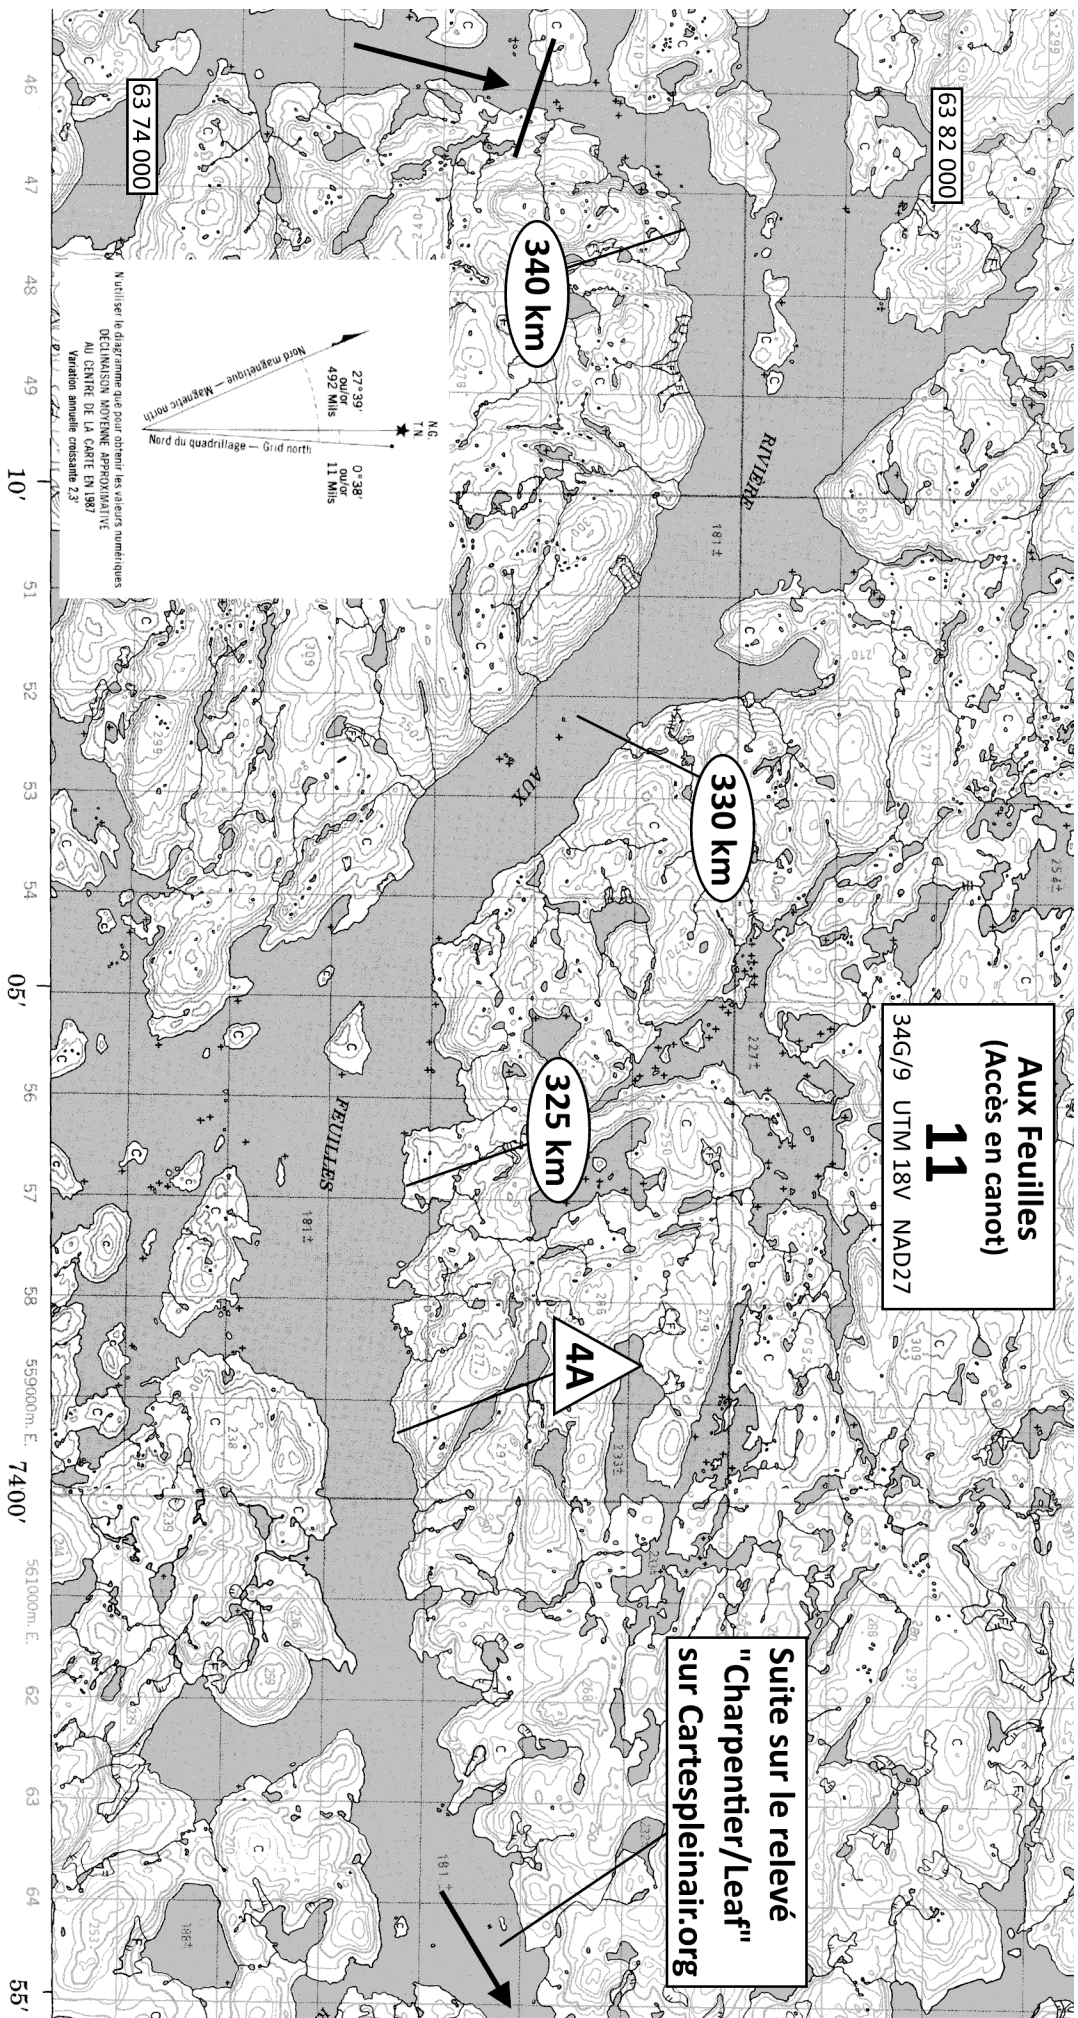 Aux Feuilles
(Accès en canot)
11
34G/9 UTM 18V NAD27
63 82 000
63 74 000
340 km
330 km
325 km
4A
Suite sur le relevé
"Charpentier/Leaf"
sur Cartespleinair.org
RIVIERE
AUX
FEUILLES
181±
181±
181±
227±
254±
233±
188±
N.G.
T.N.
27°39'
ou/or
492 Mils
0°38'
ou/or
11 Mils
Nord magnétique — Magnetic north
Nord du quadrillage — Grid north
N'utiliser le diagramme que pour obtenir les valeurs numériques
DÉCLINAISON MOYENNE APPROXIMATIVE
AU CENTRE DE LA CARTE EN 1987
Variation annuelle croissante 2,3'
46
47
48
49
10'
51
52
53
54
05'
56
57
58
559000m. E.
74°00'
561000m. E.
62
63
64
55'